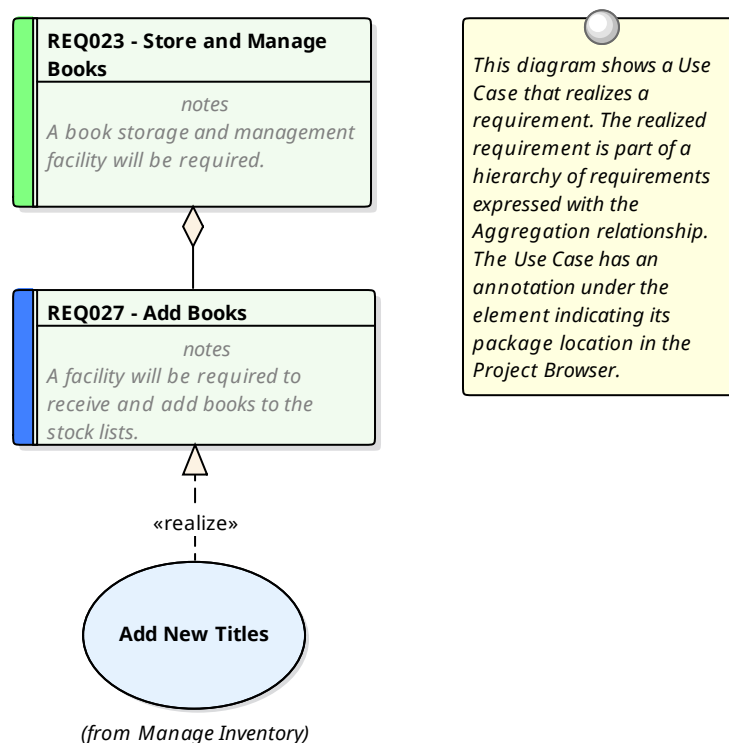 REQ023 - Store and Manage
Books
notes
A book storage and management
facility will be required.
REQ027 - Add Books
notes
A facility will be required to
receive and add books to the
stock lists.
«realize»
Add New Titles
(from Manage Inventory)
This diagram shows a Use
Case that realizes a
requirement. The realized
requirement is part of a
hierarchy of requirements
expressed with the
Aggregation relationship.
The Use Case has an
annotation under the
element indicating its
package location in the
Project Browser.